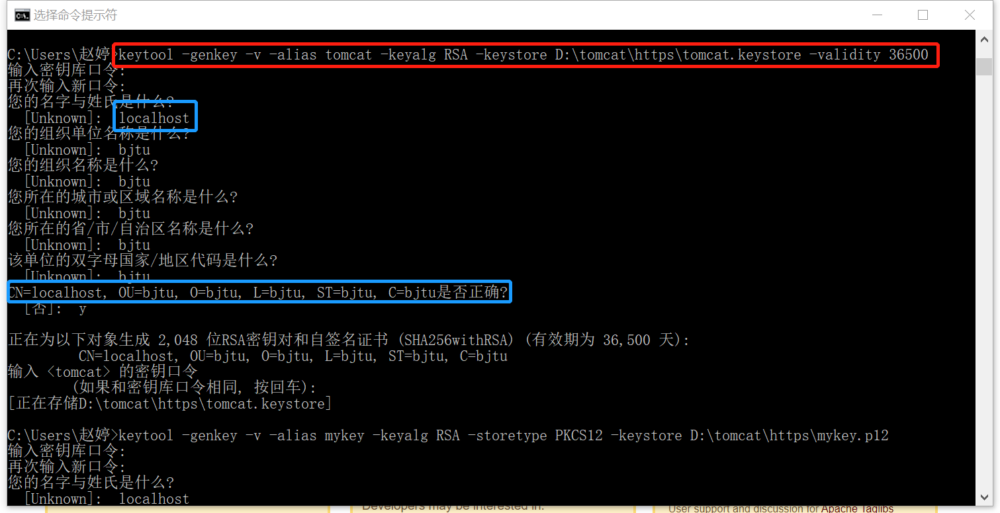 选择命令提示符
C:\Users\赵婷>keytool -genkey -v -alias tomcat -keyalg RSA -keystore D:\tomcat\https\tomcat.keystore -validity 36500
输入密钥库口令:
再次输入新口令:
您的名字与姓氏是什么?
[Unknown]: localhost
您的组织单位名称是什么?
[Unknown]: bjtu
您的组织名称是什么?
[Unknown]: bjtu
您所在的城市或区域名称是什么?
[Unknown]: bjtu
您所在的省/市/自治区名称是什么?
[Unknown]: bjtu
该单位的双字母国家/地区代码是什么?
[Unknown]: bjtu
CN=localhost, OU=bjtu, O=bjtu, L=bjtu, ST=bjtu, C=bjtu是否正确?
[否]: y
正在为以下对象生成 2,048 位RSA密钥对和自签名证书 (SHA256withRSA) (有效期为 36,500 天):
CN=localhost, OU=bjtu, O=bjtu, L=bjtu, ST=bjtu, C=bjtu
输入 <tomcat> 的密钥口令
(如果和密钥库口令相同, 按回车):
[正在存储D:\tomcat\https\tomcat.keystore]
C:\Users\赵婷>keytool -genkey -v -alias mykey -keyalg RSA -storetype PKCS12 -keystore D:\tomcat\https\mykey.p12
输入密钥库口令:
再次输入新口令:
您的名字与姓氏是什么?
[Unknown]: localhost
Developers may be interested in:
User support and discussion for Apache Taglibs